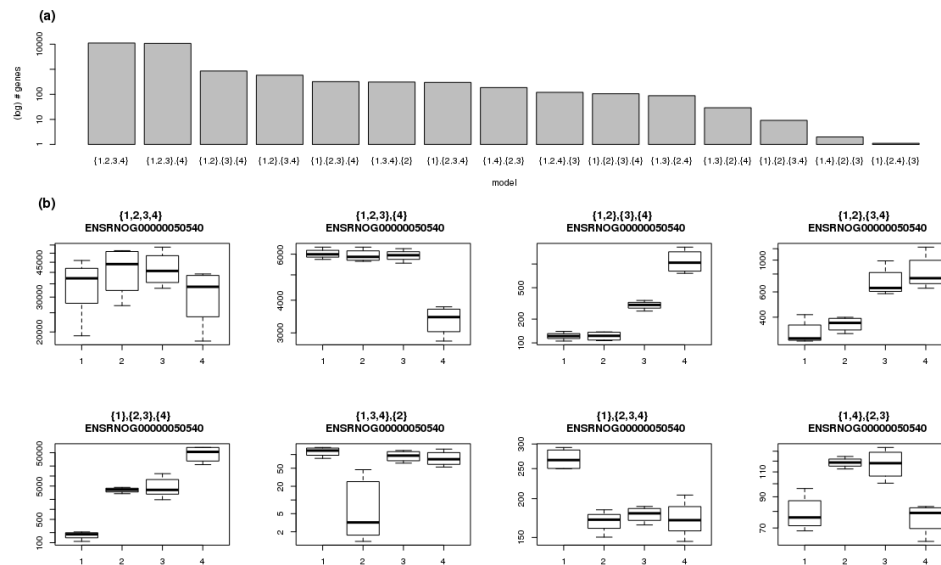 (a)
(log) # genes
10000
100
10
1
{1,2,3,4}
{1,2,3},{4}
{1,2},{3},{4}
{1,2},{3,4}
{1},{2,3},{4}
{1,3,4},{2}
{1},{2,3,4}
{1,4},{2,3}
{1,2,4},{3}
{1},{2},{3},{4}
{1,3},{2,4}
{1,3},{2},{4}
{1},{2},{3,4}
{1,4},{2},{3}
{1},{2,4},{3}
model
(b)
{1,2,3,4}
ENSRNOG00000050540
45000
30000
20000
1 2 3 4
{1,2,3},{4}
ENSRNOG00000050540
6000
4000
3000
1 2 3 4
{1,2},{3},{4}
ENSRNOG00000050540
500
200
100
1 2 3 4
{1,2},{3,4}
ENSRNOG00000050540
1000
600
400
1 2 3 4
{1},{2,3},{4}
ENSRNOG00000050540
50000
5000
500
100
1 2 3 4
{1,3,4},{2}
ENSRNOG00000050540
50
20
5
2
1 2 3 4
{1},{2,3,4}
ENSRNOG00000050540
300
200
150
1 2 3 4
{1,4},{2,3}
ENSRNOG00000050540
110
90
70
1 2 3 4